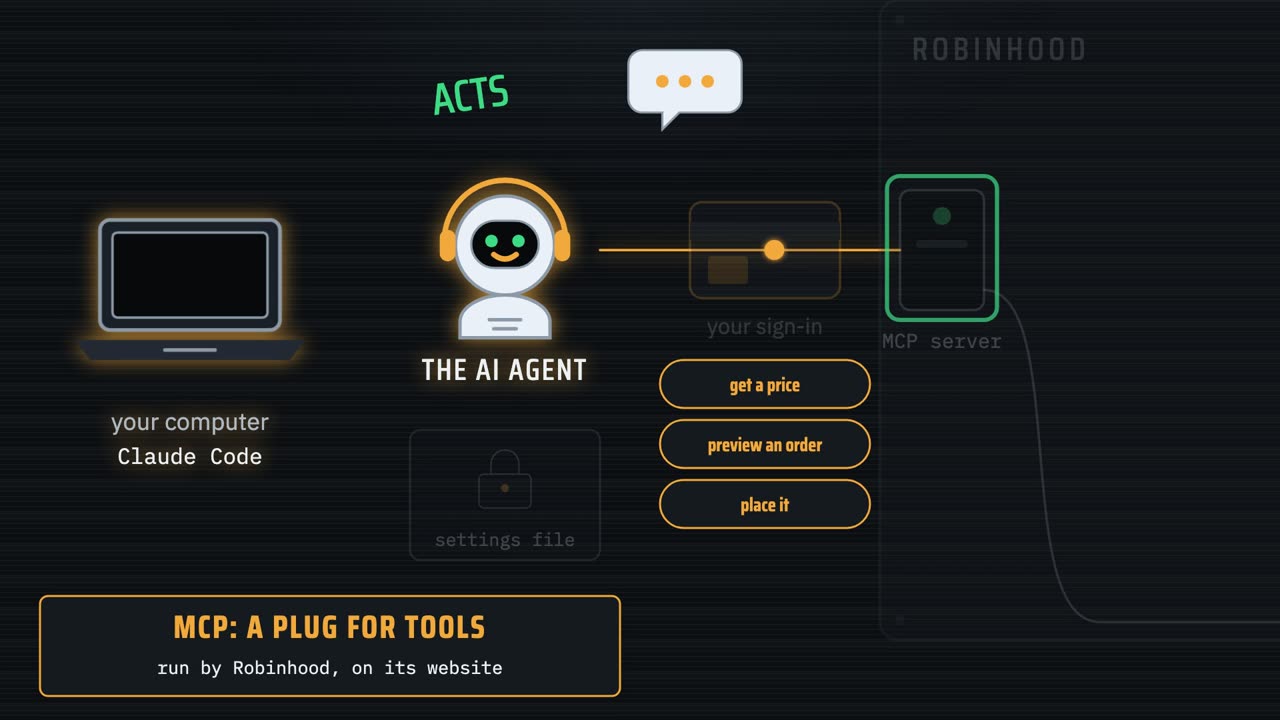 ROBINHOOD
ACTS
your sign-in
MCP server
THE AI AGENT
get a price
your computer
preview an order
Claude Code
place it
settings file
MCP: A PLUG FOR TOOLS
run by Robinhood, on its website